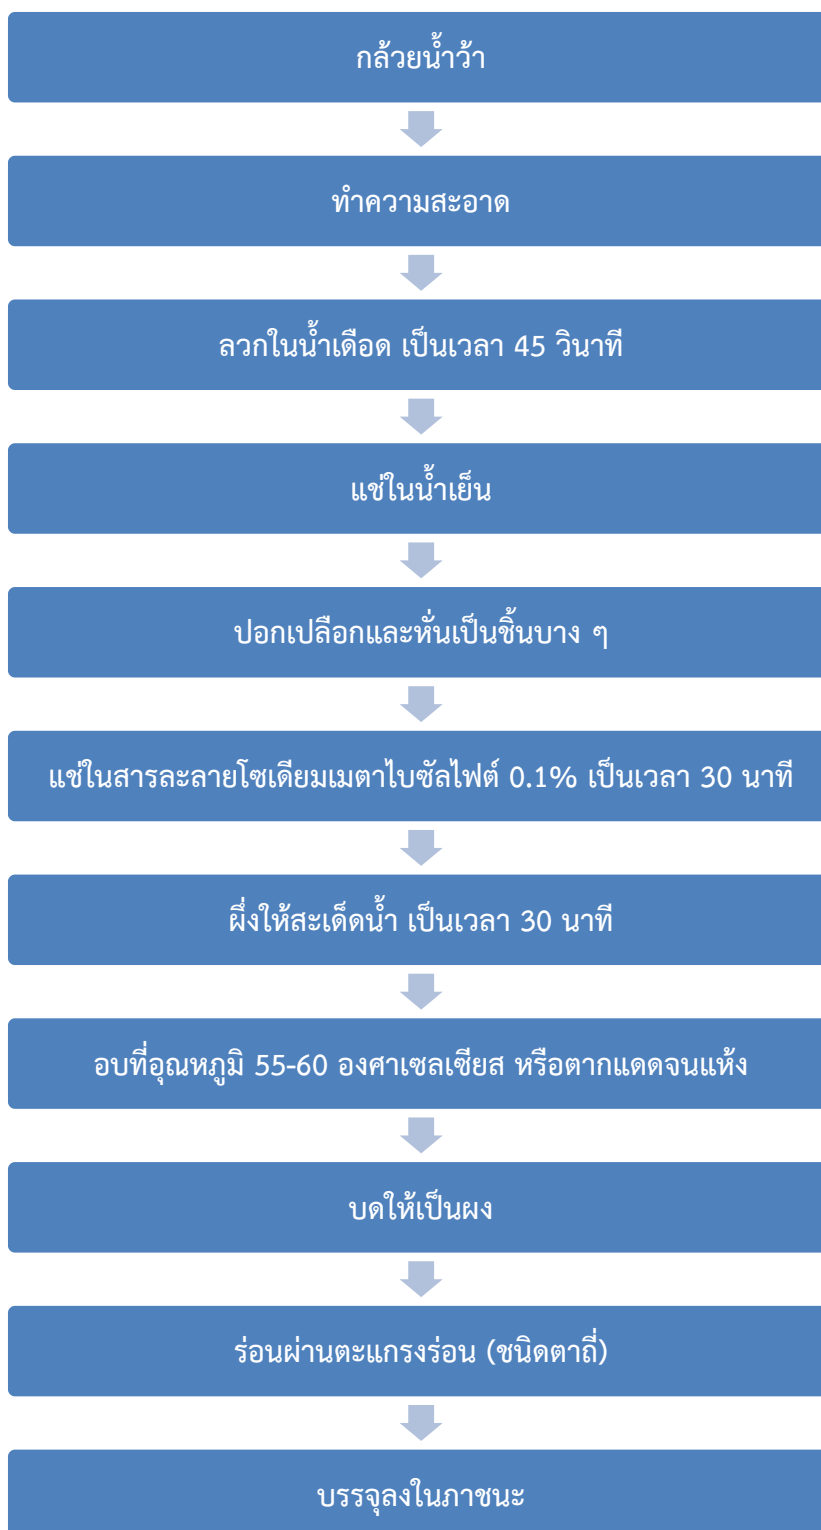 กล้วยน้ำว้า
ทำความสะอาด
ลวกในน้ำเดือด เป็นเวลา 45 วินาที
แช่ในน้ำเย็น
ปอกเปลือกและหั่นเป็นชิ้นบาง ๆ
แช่ในสารละลายโซเดียมเมตาไบซัลไฟต์ 0.1% เป็นเวลา 30 นาที
ผึ่งให้สะเด็ดน้ำ เป็นเวลา 30 นาที
อบที่อุณหภูมิ 55-60 องศาเซลเซียส หรือตากแดดจนแห้ง
บดให้เป็นผง
ร่อนผ่านตะแกรงร่อน (ชนิดตาถี่)
บรรจุลงในภาชนะ